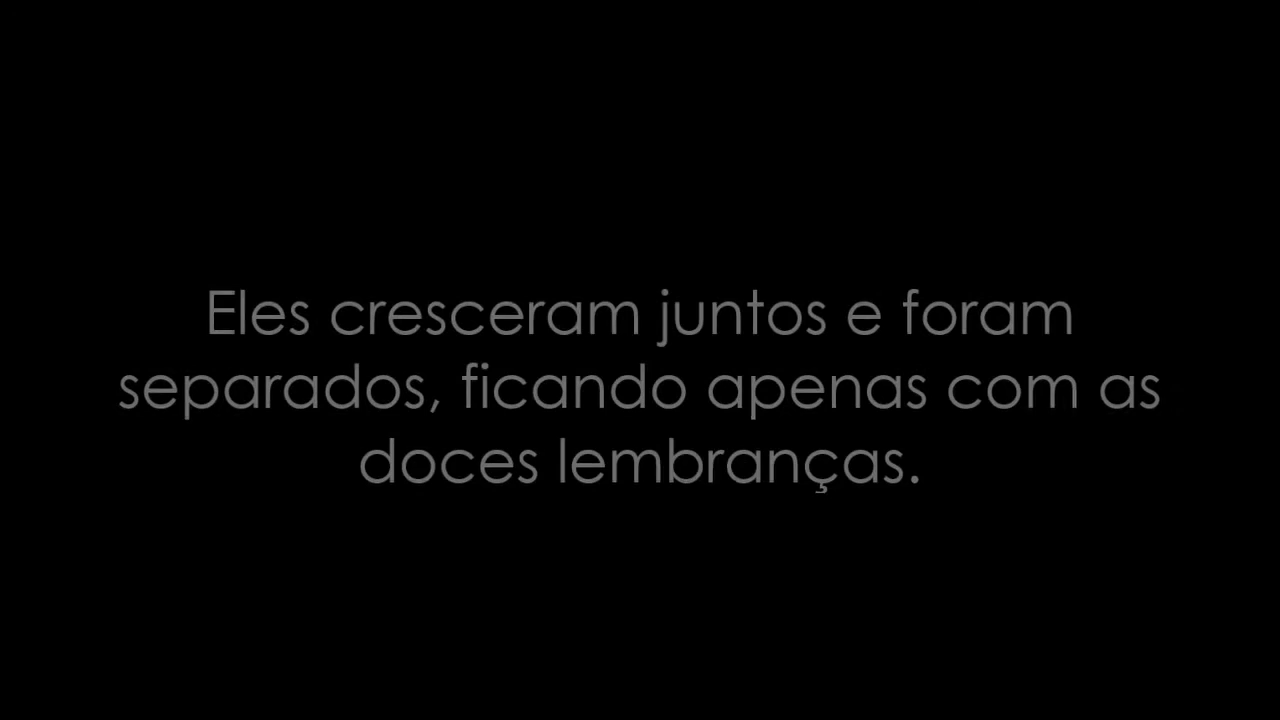 Eles cresceram juntos e foram
separados, ficando apenas com as
doces lembranças.